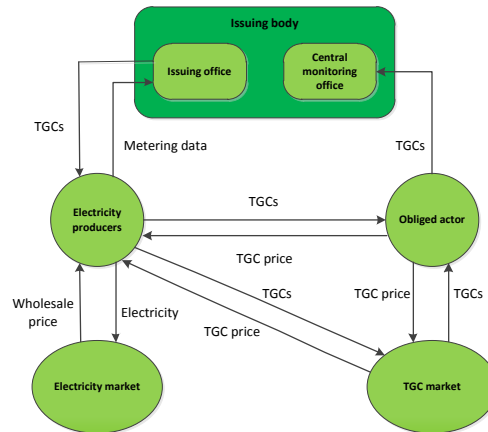 Issuing body
Issuing office
Central
monitoring
office
TGCs
Metering data
TGCs
Electricity
producers
TGCs
Obliged actor
TGC price
TGCs
TGC price
TGCs
Wholesale
price
Electricity
TGC price
Electricity market
TGC market